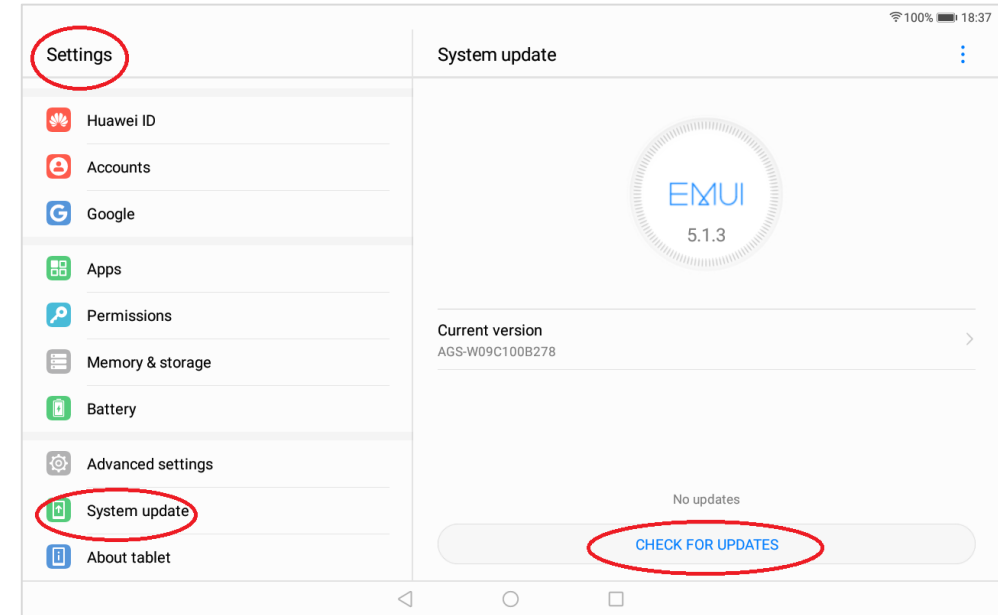 100% 18:37
Settings
System update
Huawei ID
Accounts
Google
Apps
Permissions
Memory & storage
Battery
Advanced settings
System update
About tablet
EMUI
5.1.3
Current version
AGS-W09C100B278
No updates
CHECK FOR UPDATES